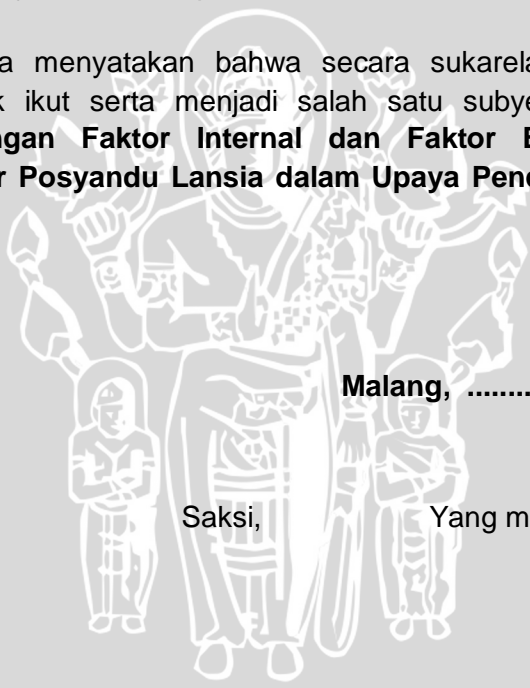 a menyatakan bahwa secara sukarela
k ikut serta menjadi salah satu subye
ngan Faktor Internal dan Faktor E
r Posyandu Lansia dalam Upaya Penc
Malang, .........
Saksi, Yang m